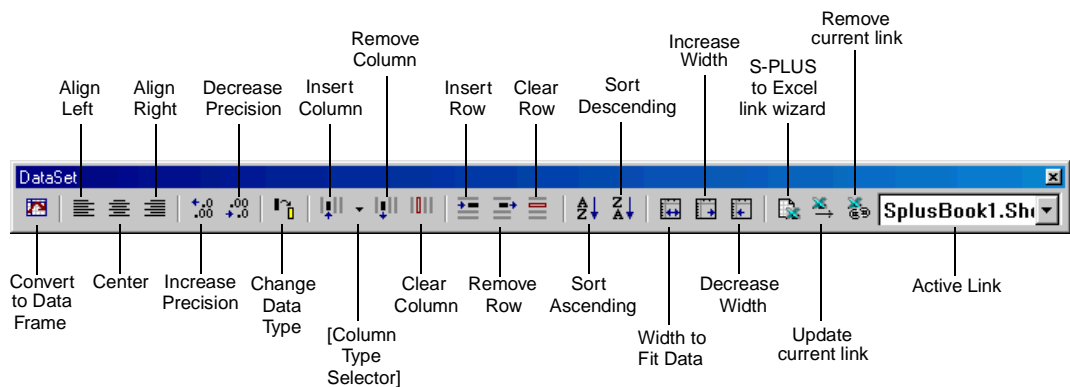 Remove
current link
Remove
Column
Increase
Width
S-PLUS
to Excel
link wizard
Align
Left
Align
Right
Decrease
Precision
Insert
Column
Insert
Row
Clear
Row
Sort
Descending
DataSet
SplusBook1.She
Convert
to Data
Frame
Center
Increase
Precision
Change
Data
Type
[Column
Type
Selector]
Clear
Column
Remove
Row
Sort
Ascending
Width to
Fit Data
Decrease
Width
Update
current link
Active Link